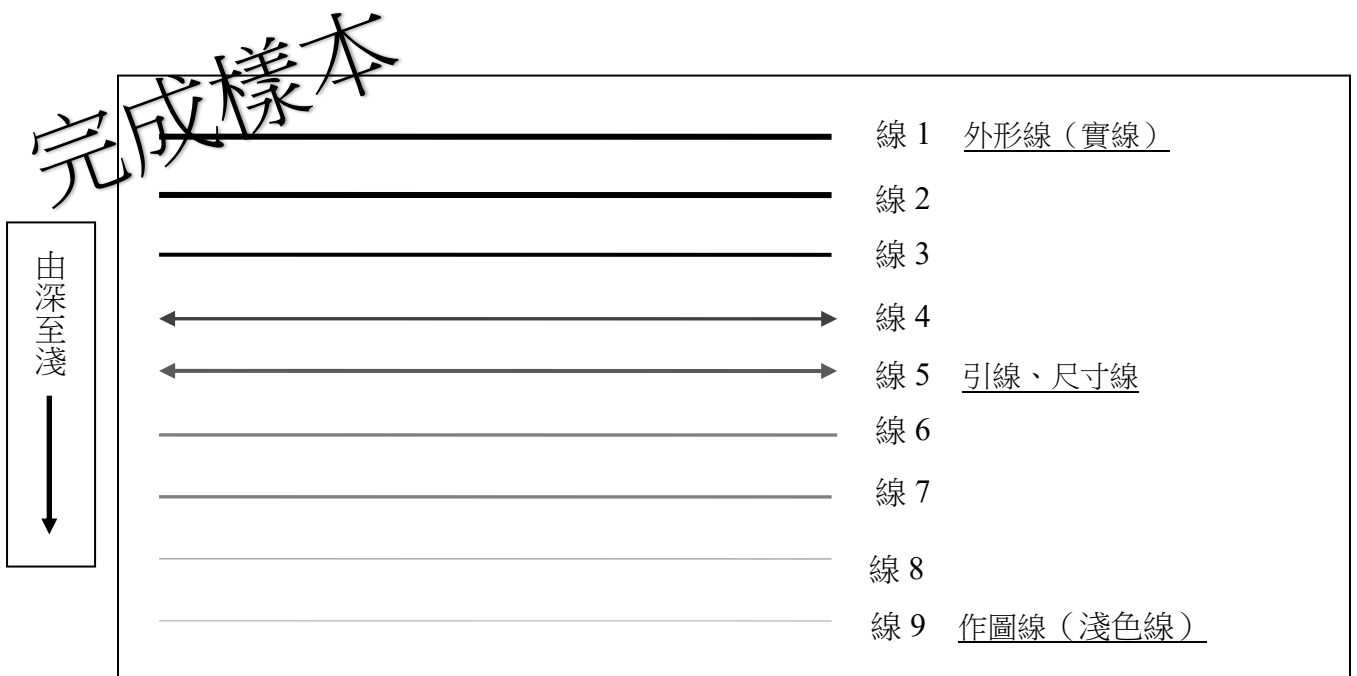 完成樣本
線 1 外形線（實線）
線 2
由深至淺
線 3
線 4
線 5 引線、尺寸線
線 6
線 7
線 8
線 9 作圖線（淺色線）